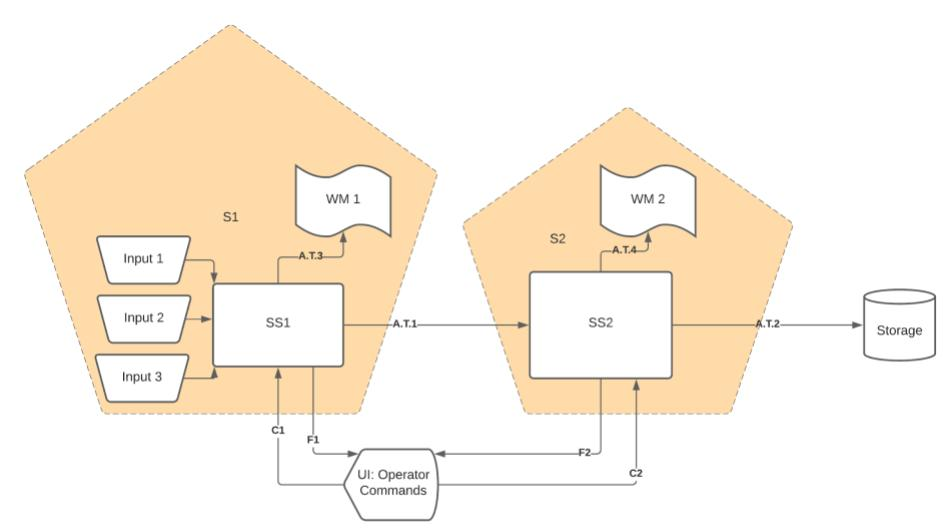 WM 1
WM 2
S1
S2
Input 1
A.T.3
A.T.4
Input 2
SS1
A.T.1
SS2
A.T.2
Storage
Input 3
C1
F1
F2
UI: Operator
Commands
C2